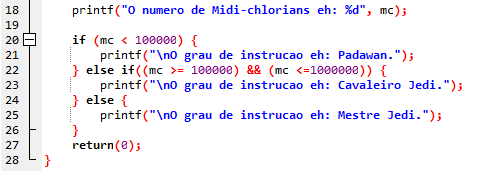 18 printf("O numero de Midi-chlorians eh: %d", mc);
19
20 if (mc < 100000) {
21 printf("\nO grau de instrucao eh: Padawan.");
22 } else if((mc >= 100000) && (mc <=1000000)) {
23 printf("\nO grau de instrucao eh: Cavaleiro Jedi.");
24 } else {
25 printf("\nO grau de instrucao eh: Mestre Jedi.");
26 }
27 return(0);
28 }